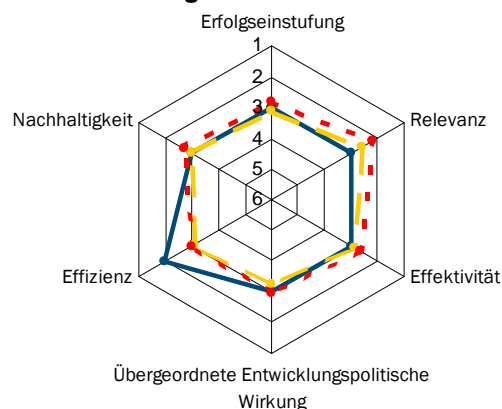 Erfolgseinstufung
1
2
3
4
5
6
Nachhaltigkeit
Relevanz
Effizienz
Effektivität
Übergeordnete Entwicklungspolitische
Wirkung